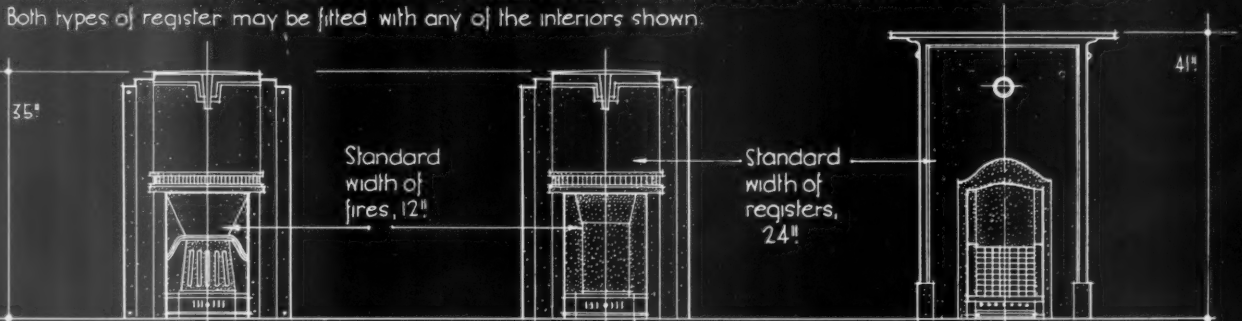 Both types of register may be fitted with any of the interiors shown.
35"
41"
Standard
width of
fires, 12"
Standard
width of
registers,
24"